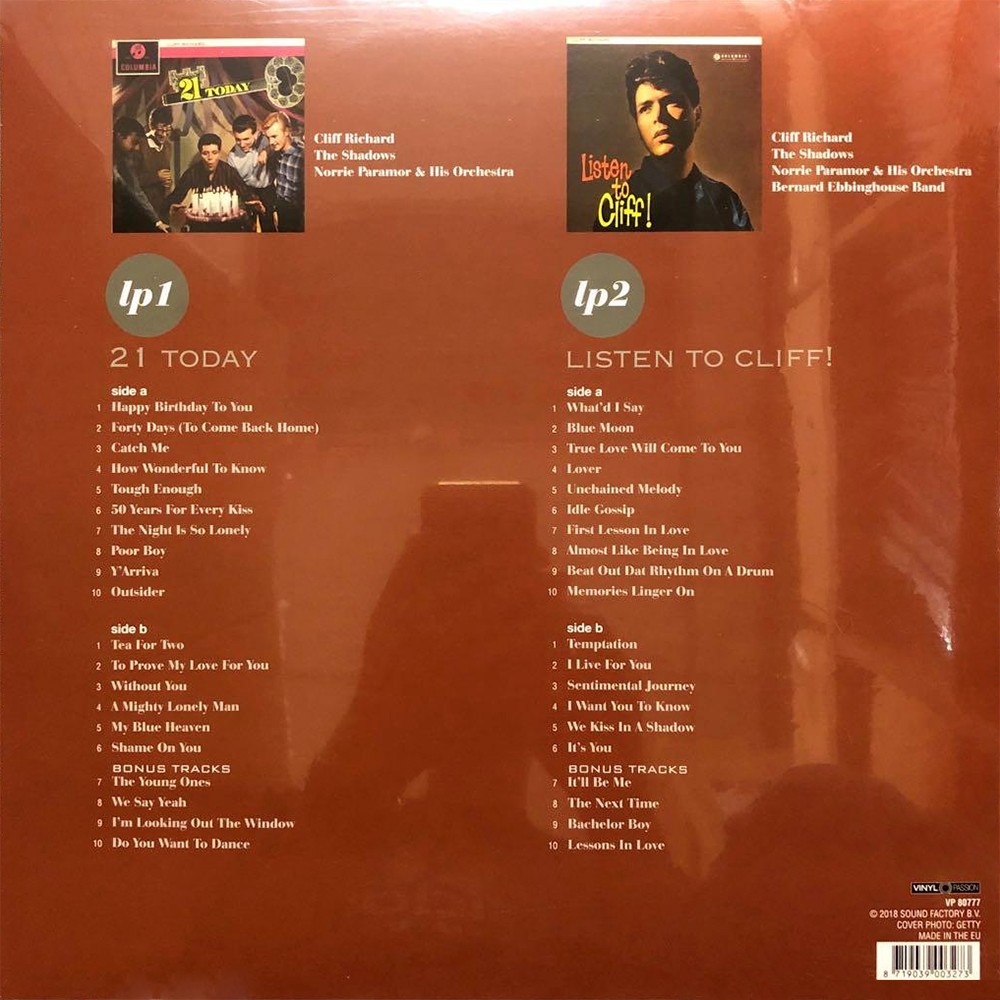 COLUMBIA
CLIFF RICHARD
21 TODAY
Cliff Richard
The Shadows
Norrie Paramor & His Orchestra
CLIFF RICHARD
COLUMBIA
Listen
to
Cliff!
Cliff Richard
The Shadows
Norrie Paramor & His Orchestra
Bernard Ebbinghouse Band
lp1
21 TODAY
side a
1 Happy Birthday To You
2 Forty Days (To Come Back Home)
3 Catch Me
4 How Wonderful To Know
5 Tough Enough
6 50 Years For Every Kiss
7 The Night Is So Lonely
8 Poor Boy
9 Y'Arriva
10 Outsider
side b
1 Tea For Two
2 To Prove My Love For You
3 Without You
4 A Mighty Lonely Man
5 My Blue Heaven
6 Shame On You
BONUS TRACKS
7 The Young Ones
8 We Say Yeah
9 I'm Looking Out The Window
10 Do You Want To Dance
lp2
LISTEN TO CLIFF!
side a
1 What'd I Say
2 Blue Moon
3 True Love Will Come To You
4 Lover
5 Unchained Melody
6 Idle Gossip
7 First Lesson In Love
8 Almost Like Being In Love
9 Beat Out Dat Rhythm On A Drum
10 Memories Linger On
side b
1 Temptation
2 I Live For You
3 Sentimental Journey
4 I Want You To Know
5 We Kiss In A Shadow
6 It's You
BONUS TRACKS
7 It'll Be Me
8 The Next Time
9 Bachelor Boy
10 Lessons In Love
VINYL PASSION
VP 80777
© 2018 SOUND FACTORY B.V.
COVER PHOTO: GETTY
MADE IN THE EU
8 719039 003273